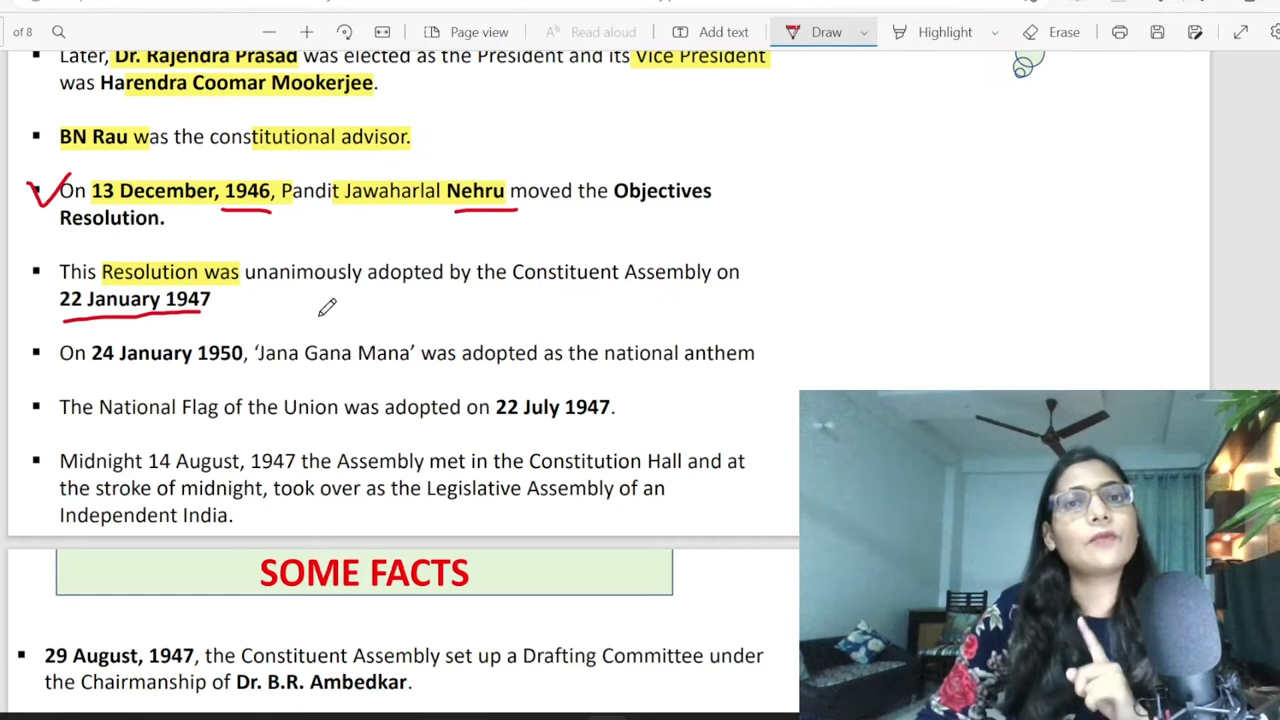 of 8
Page view
Read aloud
Add text
Draw
Highlight
Erase
Later, Dr. Rajendra Prasad was elected as the President and its Vice President
was Harendra Coomar Mookerjee.
▪ BN Rau was the constitutional advisor.
▪ On 13 December, 1946, Pandit Jawaharlal Nehru moved the Objectives
Resolution.
▪ This Resolution was unanimously adopted by the Constituent Assembly on
22 January 1947
▪ On 24 January 1950, ‘Jana Gana Mana’ was adopted as the national anthem
▪ The National Flag of the Union was adopted on 22 July 1947.
▪ Midnight 14 August, 1947 the Assembly met in the Constitution Hall and at
the stroke of midnight, took over as the Legislative Assembly of an
Independent India.
SOME FACTS
▪ 29 August, 1947, the Constituent Assembly set up a Drafting Committee under
the Chairmanship of Dr. B.R. Ambedkar.